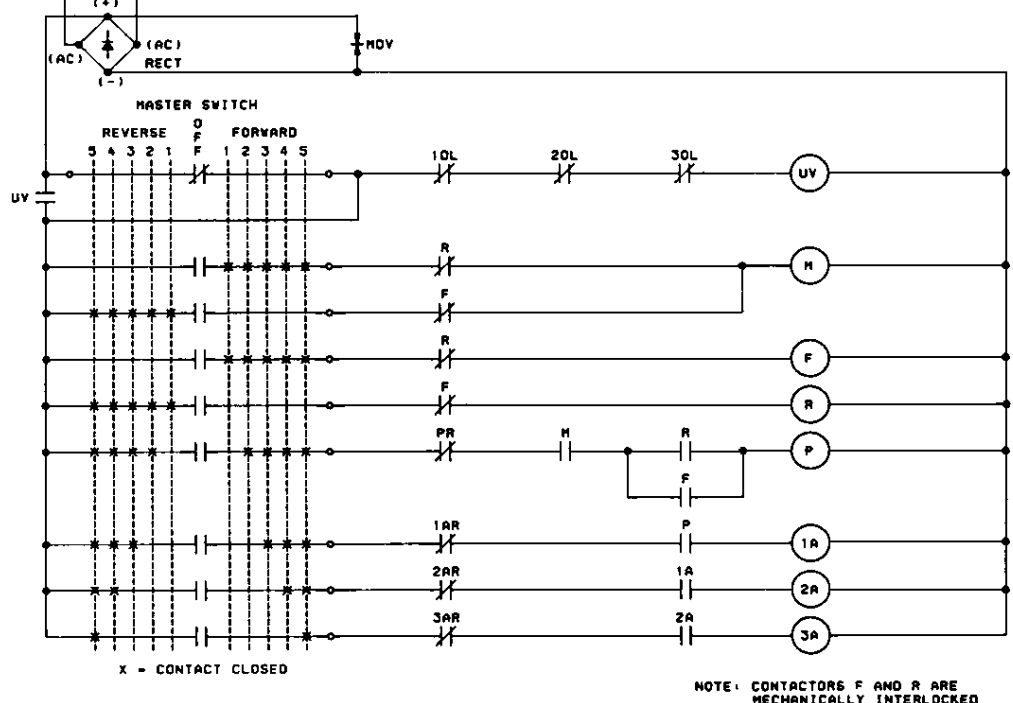 (+)
MOV
(AC)
(AC)
RECT
(-)
MASTER SWITCH
REVERSE OFF FORWARD
5 4 3 2 1 1 2 3 4 5
1OL 2OL 3OL
UV
UV
R
M
F
R
F
F
R
PR M R
P
F
1AR P
1A
2AR 1A
2A
3AR 2A
3A
X = CONTACT CLOSED
NOTE: CONTACTORS F AND R ARE
MECHANICALLY INTERLOCKED